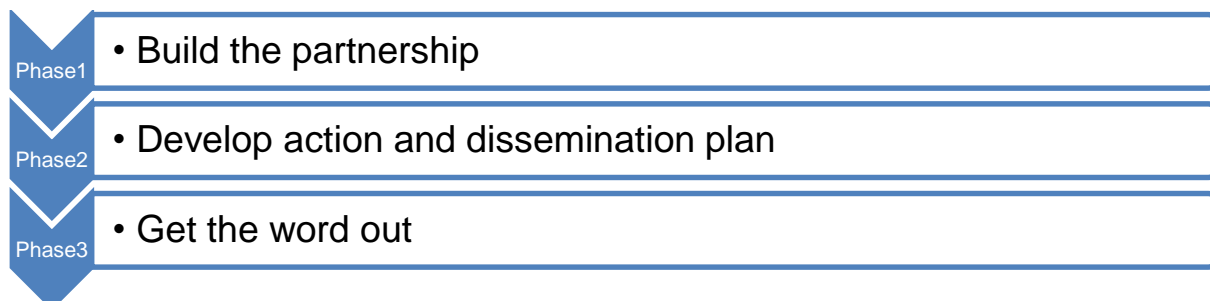 Phase1
• Build the partnership
Phase2
• Develop action and dissemination plan
Phase3
• Get the word out